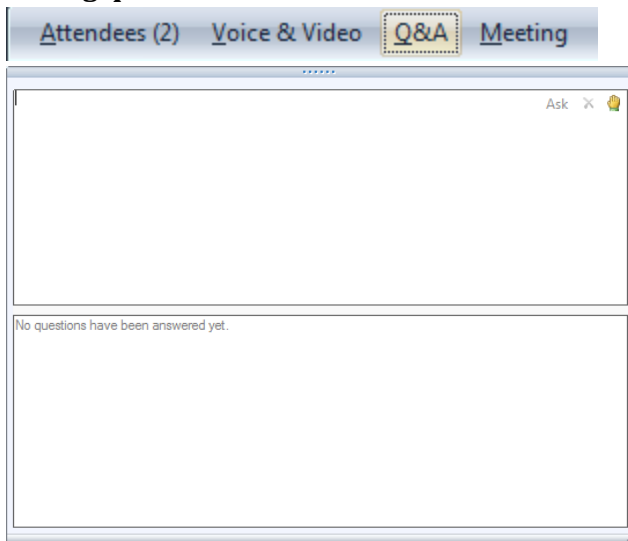 Attendees (2) Voice & Video Q&A Meeting
Ask
No questions have been answered yet.